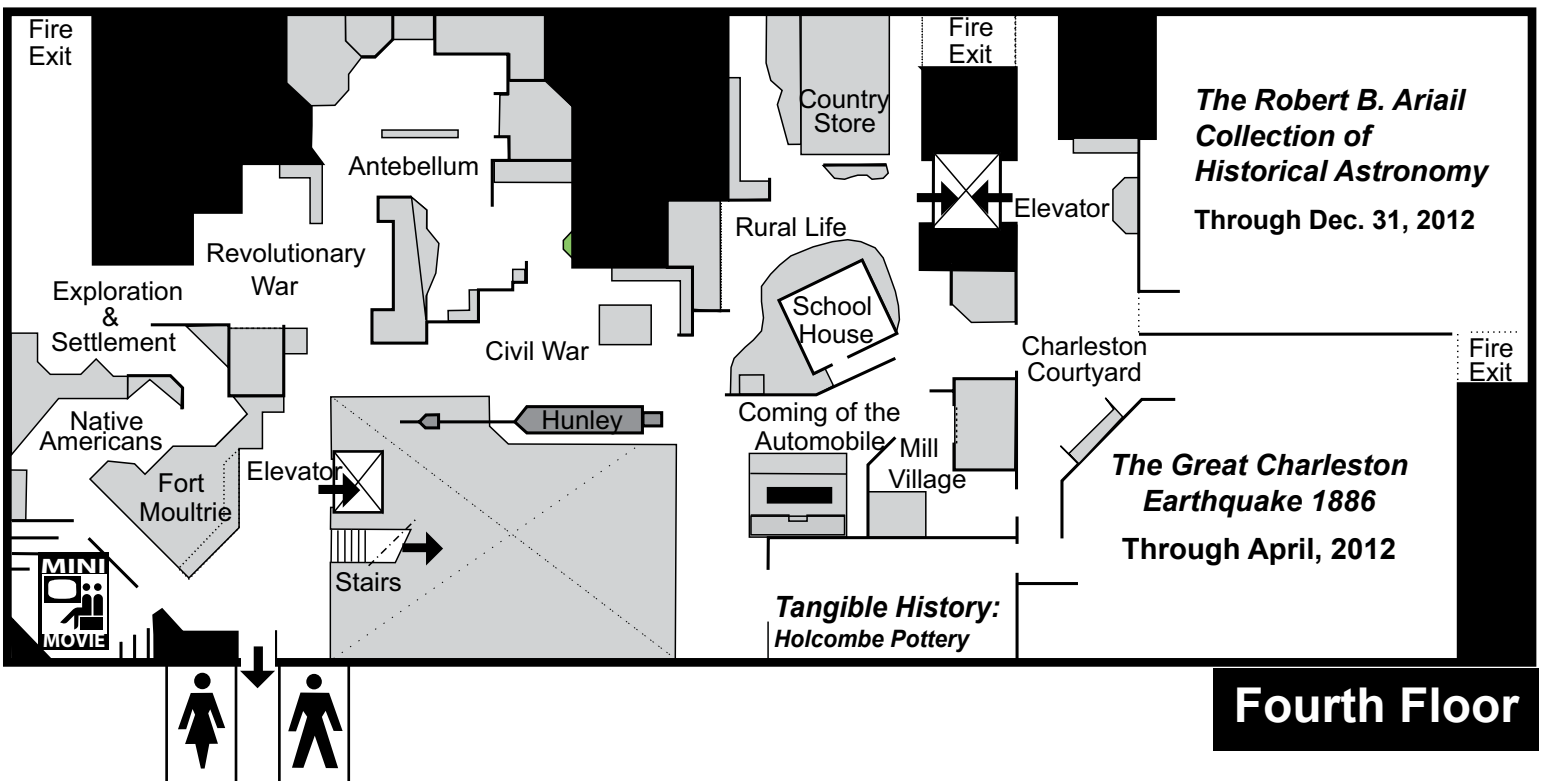 Fire
Exit
Fire
Exit
Country
Store
The Robert B. Ariail
Collection of
Historical Astronomy
Through Dec. 31, 2012
Antebellum
Elevator
Rural Life
Revolutionary
War
Exploration
&
Settlement
School
House
Civil War
Charleston
Courtyard
Fire
Exit
Native
Americans
Hunley
Coming of the
Automobile
Mill
Village
Elevator
Fort
Moultrie
The Great Charleston
Earthquake 1886
Through April, 2012
MINI
MOVIE
Stairs
Tangible History:
Holcombe Pottery
Fourth Floor